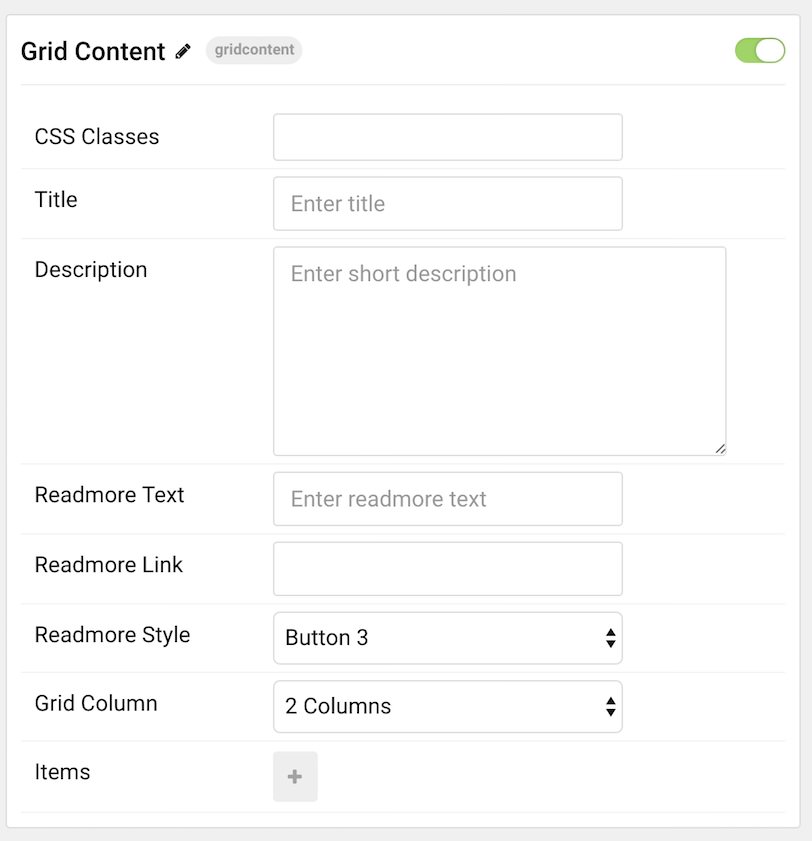 Grid Content gridcontent
CSS Classes
Title Enter title
Description Enter short description
Readmore Text Enter readmore text
Readmore Link
Readmore Style Button 3
Grid Column 2 Columns
Items +